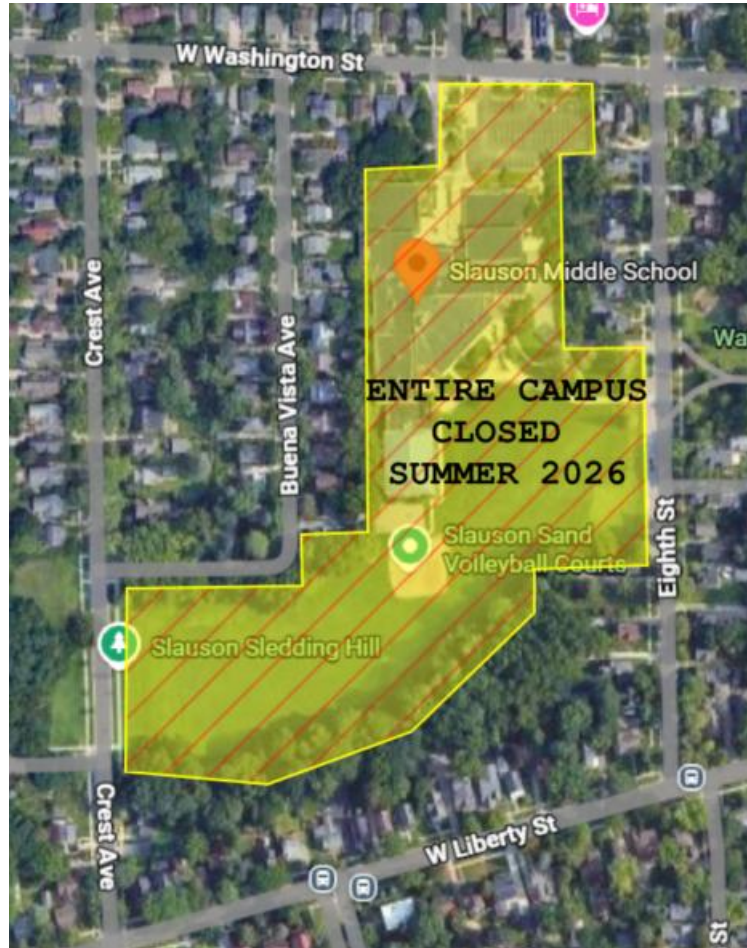 W Washington St
Crest Ave
Buena Vista Ave
Slauson Middle School
Wa
ENTIRE CAMPUS
CLOSED
SUMMER 2026
Slauson Sand
Volleyball Courts
Eighth St
Slauson Sledding Hill
Crest Ave
W Liberty St
St